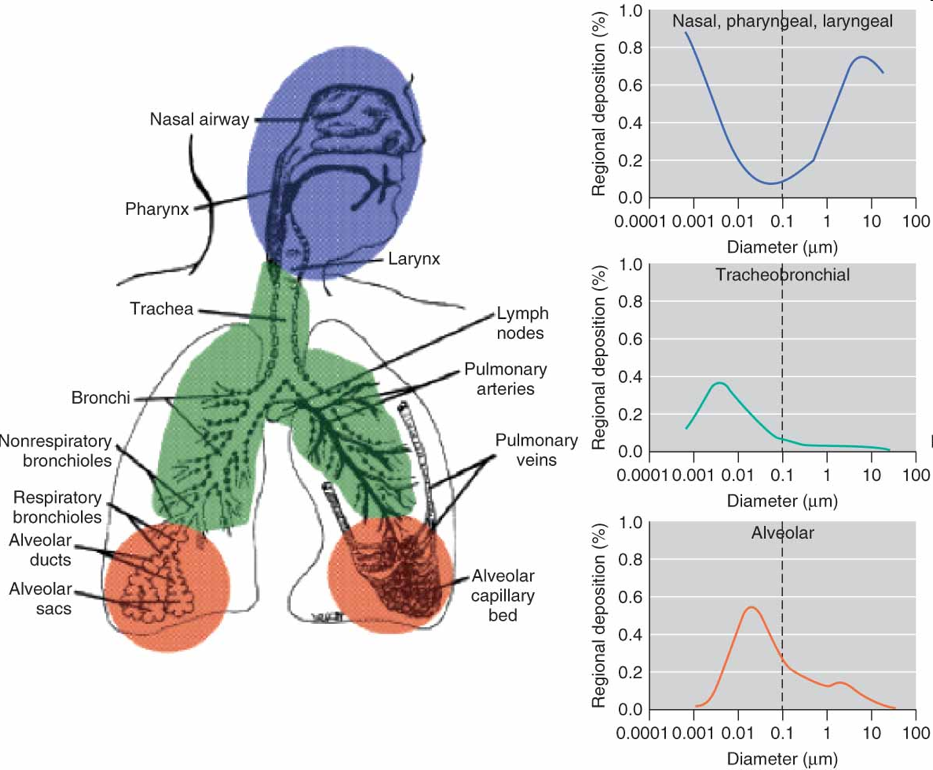 Nasal airway
Pharynx
Larynx
Trachea
Lymph
nodes
Pulmonary
arteries
Bronchi
Nonrespiratory
bronchioles
Pulmonary
veins
Respiratory
bronchioles
Alveolar
ducts
Alveolar
sacs
Alveolar
capillary
bed
Nasal, pharyngeal, laryngeal
Regional deposition (%)
1.0
0.8
0.6
0.4
0.2
0.0
0.0001 0.001 0.01 0.1 1 10 100
Diameter (μm)
Tracheobronchial
Regional deposition (%)
1.0
0.8
0.6
0.4
0.2
0.0
0.0001 0.001 0.01 0.1 1 10 100
Diameter (μm)
Alveolar
Regional deposition (%)
1.0
0.8
0.6
0.4
0.2
0.0
0.0001 0.001 0.01 0.1 1 10 100
Diameter (μm)